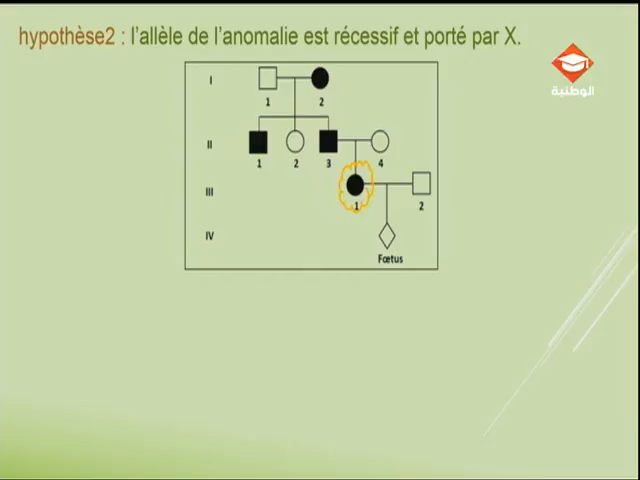 hypothèse2 : l'allèle de l'anomalie est récessif et porté par X.
الوطنية
I
1 2
II
1 2 3 4
III
1 2
IV
Fœtus